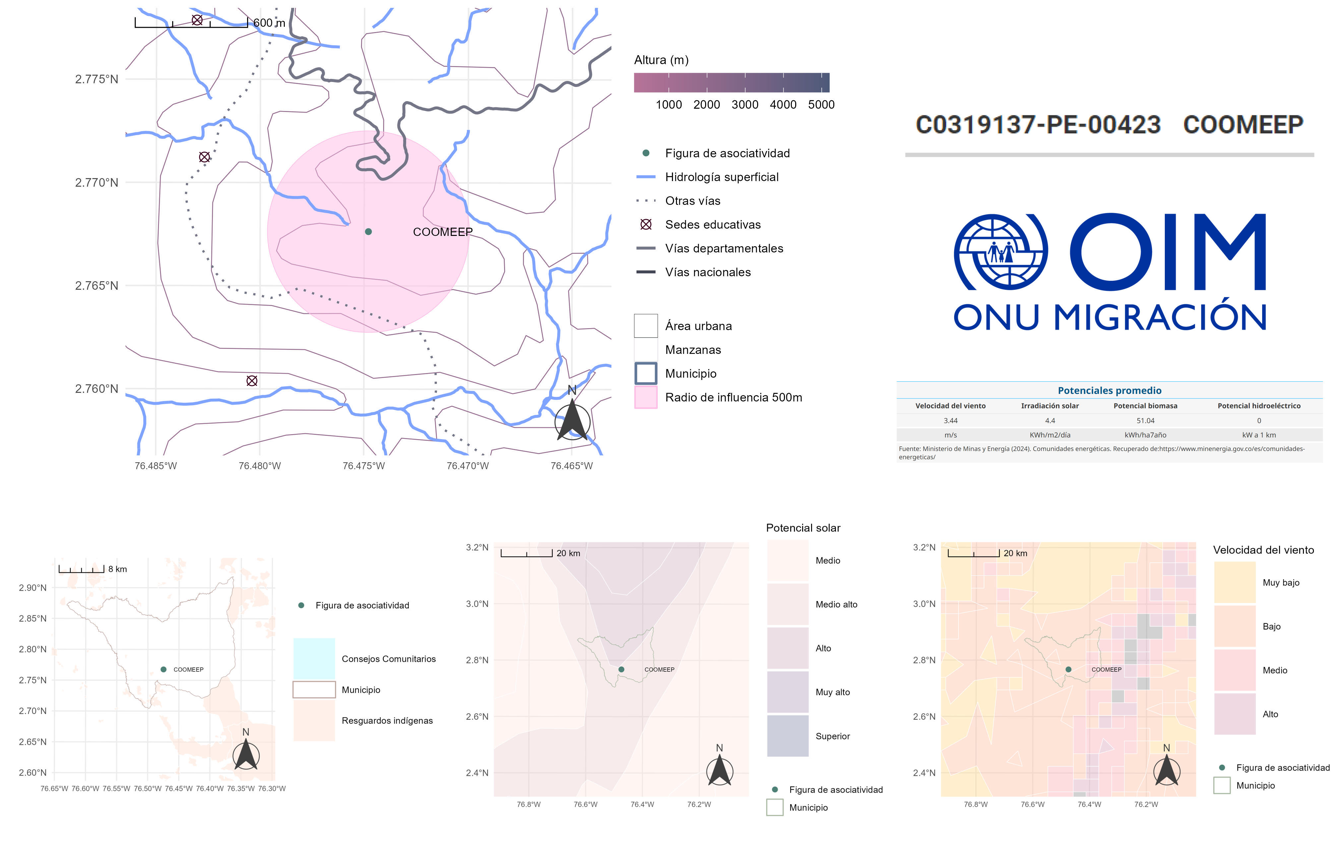 600 m
2.775°N
2.770°N
2.765°N
2.760°N
76.485°W
76.480°W
76.475°W
76.470°W
76.465°W
COOMEEP
N
Altura (m)
1000 2000 3000 4000 5000
Figura de asociatividad
Hidrología superficial
Otras vías
Sedes educativas
Vías departamentales
Vías nacionales
Área urbana
Manzanas
Municipio
Radio de influencia 500m
C0319137-PE-00423 COOMEEP
OIM
ONU MIGRACIÓN
Potenciales promedio
Velocidad del viento Irradiación solar Potencial biomasa Potencial hidroeléctrico
3.44 4.4 51.04 0
m/s KWh/m2/día kWh/ha7año kW a 1 km
Fuente: Ministerio de Minas y Energía (2024). Comunidades energéticas. Recuperado de:https://www.minenergia.gov.co/es/comunidades-
energeticas/
8 km
2.90°N
2.85°N
2.80°N
2.75°N
2.70°N
2.65°N
2.60°N
76.65°W 76.60°W 76.55°W 76.50°W 76.45°W 76.40°W 76.35°W 76.30°W
COOMEEP
N
Figura de asociatividad
Consejos Comunitarios
Municipio
Resguardos indígenas
20 km
3.2°N
3.0°N
2.8°N
2.6°N
2.4°N
76.8°W 76.6°W 76.4°W 76.2°W
COOMEEP
N
Potencial solar
Medio
Medio alto
Alto
Muy alto
Superior
Figura de asociatividad
Municipio
20 km
3.2°N
3.0°N
2.8°N
2.6°N
2.4°N
76.8°W 76.6°W 76.4°W 76.2°W
COOMEEP
N
Velocidad del viento
Muy bajo
Bajo
Medio
Alto
Figura de asociatividad
Municipio